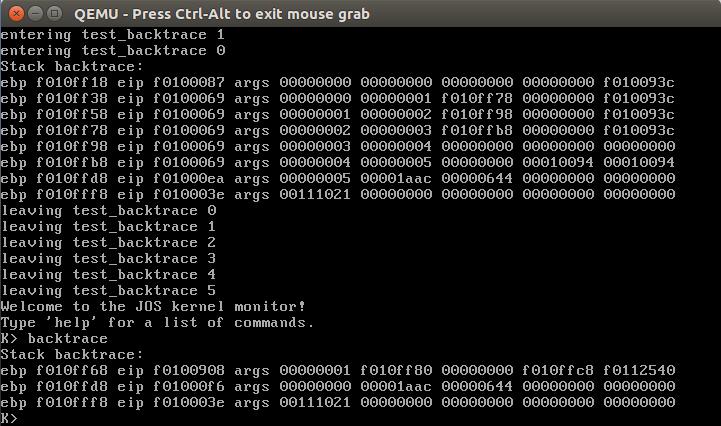 QEMU - Press Ctrl-Alt to exit mouse grab
entering test_backtrace 1
entering test_backtrace 0
Stack backtrace:
ebp f010ff18 eip f0100087 args 00000000 00000000 00000000 00000000 f010093c
ebp f010ff38 eip f0100069 args 00000000 00000001 f010ff78 00000000 f010093c
ebp f010ff58 eip f0100069 args 00000001 00000002 f010ff98 00000000 f010093c
ebp f010ff78 eip f0100069 args 00000002 00000003 f010ffb8 00000000 f010093c
ebp f010ff98 eip f0100069 args 00000003 00000004 00000000 00000000 00000000
ebp f010ffb8 eip f0100069 args 00000004 00000005 00000000 00010094 00010094
ebp f010ffd8 eip f01000ea args 00000005 00001aac 00000644 00000000 00000000
ebp f010fff8 eip f010003e args 00111021 00000000 00000000 00000000 00000000
leaving test_backtrace 0
leaving test_backtrace 1
leaving test_backtrace 2
leaving test_backtrace 3
leaving test_backtrace 4
leaving test_backtrace 5
Welcome to the JOS kernel monitor!
Type 'help' for a list of commands.
K> backtrace
Stack backtrace:
ebp f010ff68 eip f0100908 args 00000001 f010ff80 00000000 f010ffc8 f0112540
ebp f010ffd8 eip f01000f6 args 00000000 00001aac 00000644 00000000 00000000
ebp f010fff8 eip f010003e args 00111021 00000000 00000000 00000000 00000000
K>